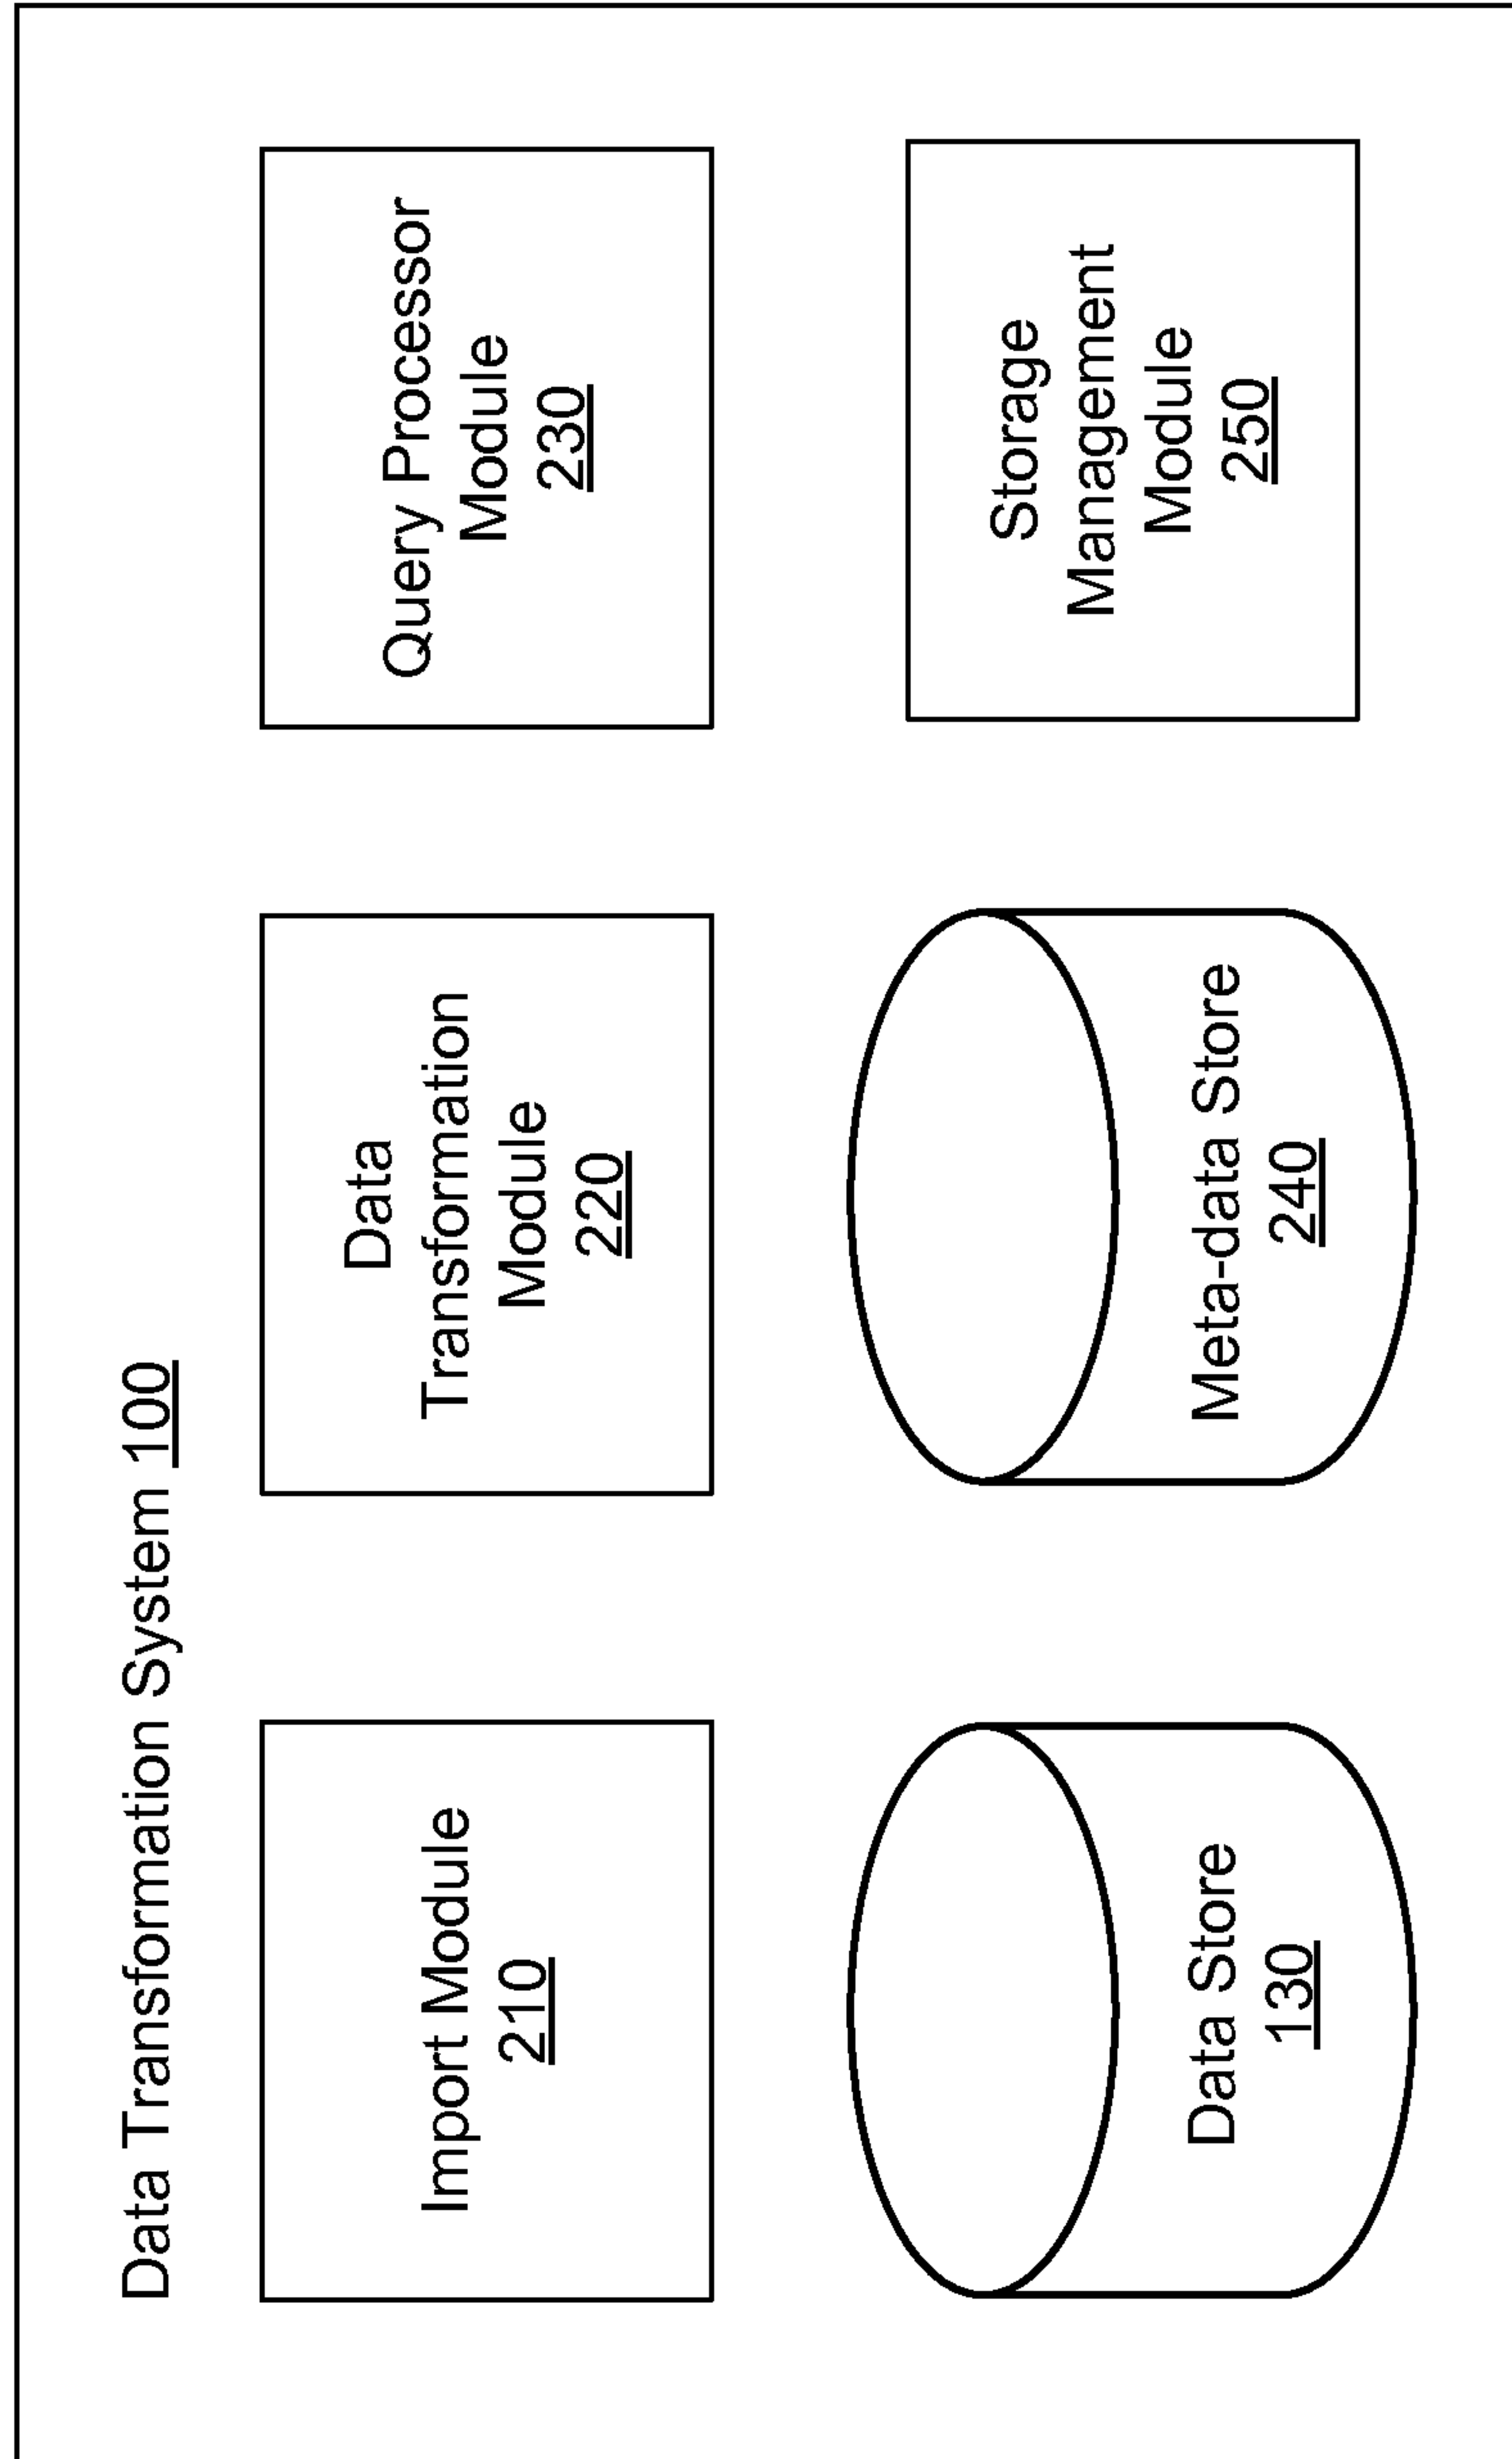 Data Transformation System 100
Import Module
210
Data
Transformation
Module
220
Query Processor
Module
230
Data Store
130
Meta-data Store
240
Storage
Management
Module
250